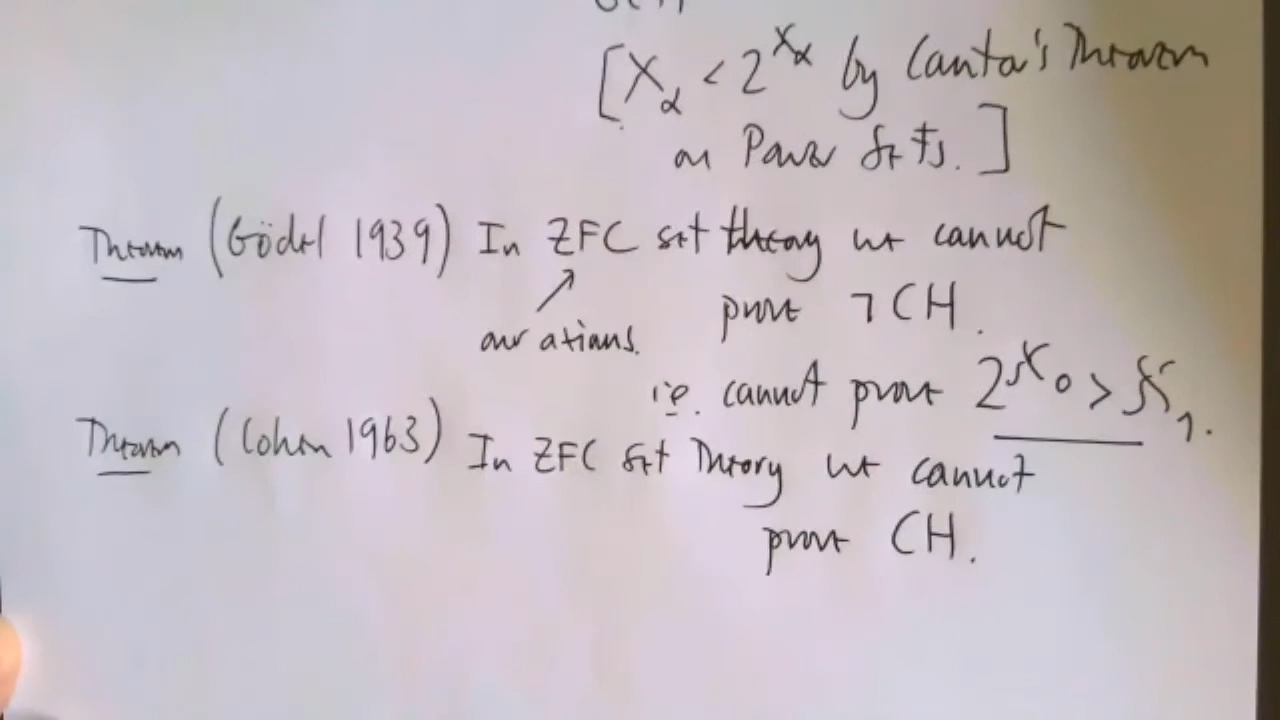 [ℵα < 2^ℵα by Cantor's Theorem
on Power Sets.]
Theorem (Gödel 1939) In ZFC set theory we cannot
prove ¬CH.
our axioms.
i.e. cannot prove 2^ℵ0 > ℵ1.
Theorem (Cohen 1963) In ZFC set Theory we cannot
prove CH.